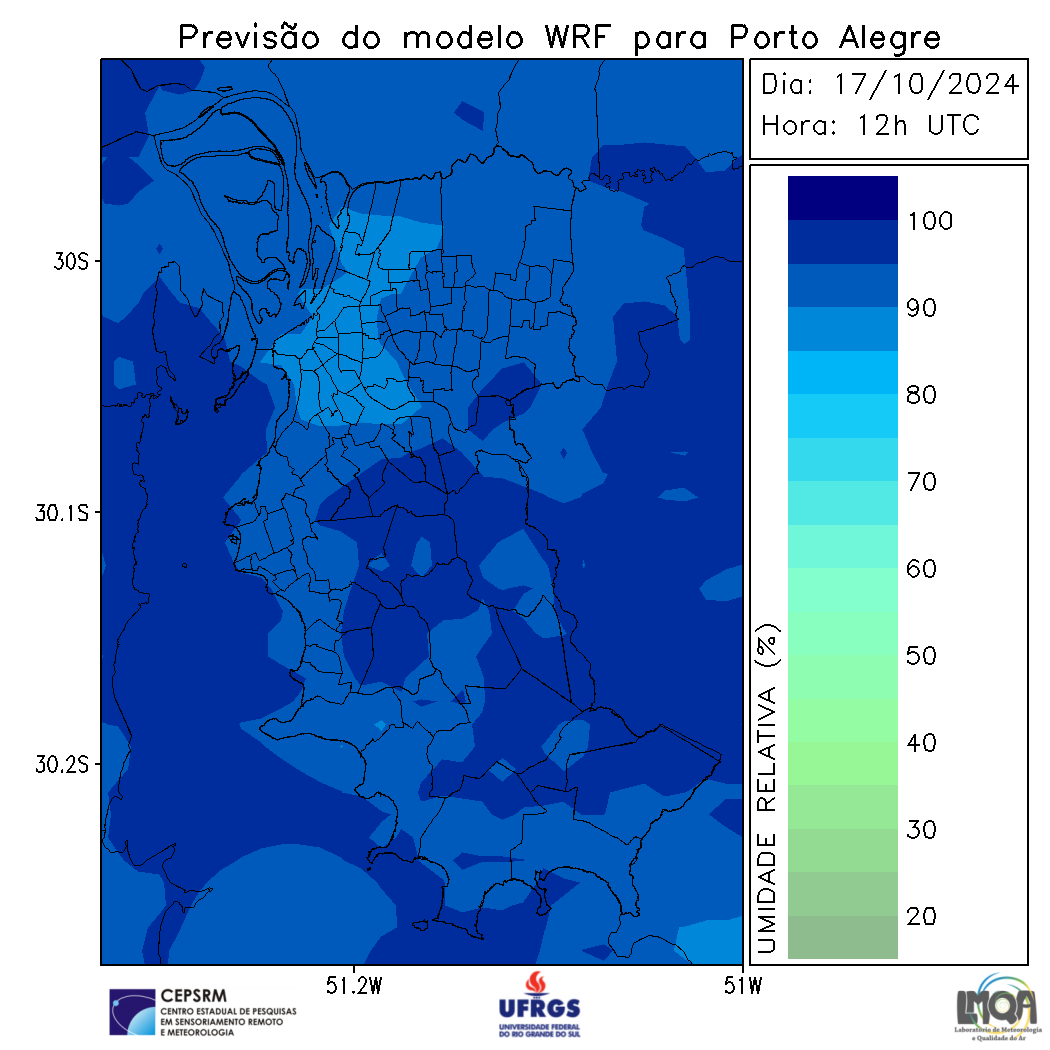 Previsão do modelo WRF para Porto Alegre
Dia: 17/10/2024
Hora: 12h UTC
30S
30.1S
30.2S
51.2W
51W
100
90
80
70
60
50
40
30
20
UMIDADE RELATIVA (%)
CEPSRM
CENTRO ESTADUAL DE PESQUISAS
EM SENSORIAMENTO REMOTO
E METEOROLOGIA
UFRGS
UNIVERSIDADE FEDERAL
DO RIO GRANDE DO SUL
LMQA
Laboratório de Meteorologia
e Qualidade do Ar